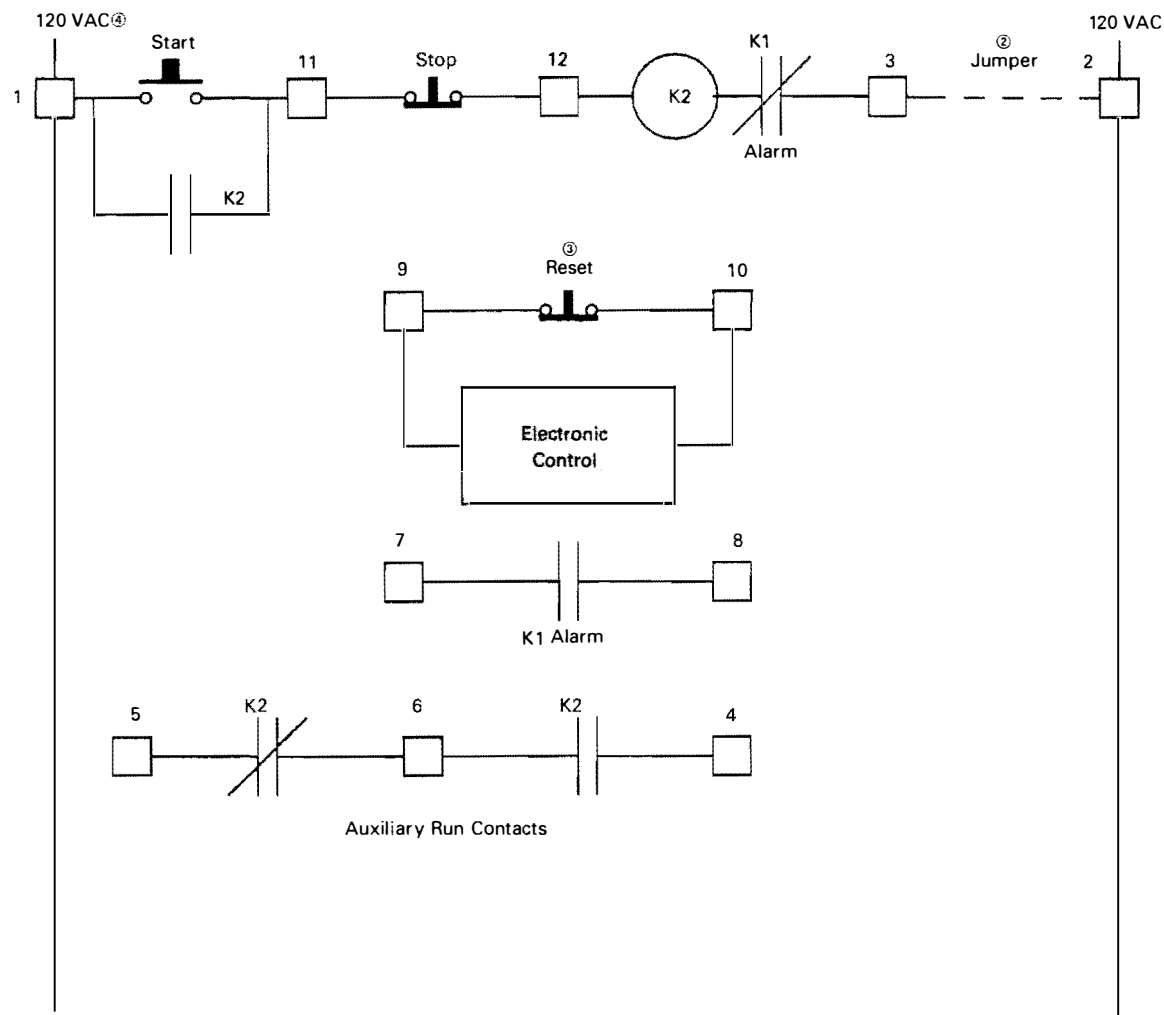 120 VAC④
120 VAC
Start
11
Stop
12
K1
3
②
Jumper
2
1
K2
Alarm
K2
③
Reset
9
10
Electronic
Control
7
8
K1 Alarm
5
K2
6
K2
4
Auxiliary Run Contacts